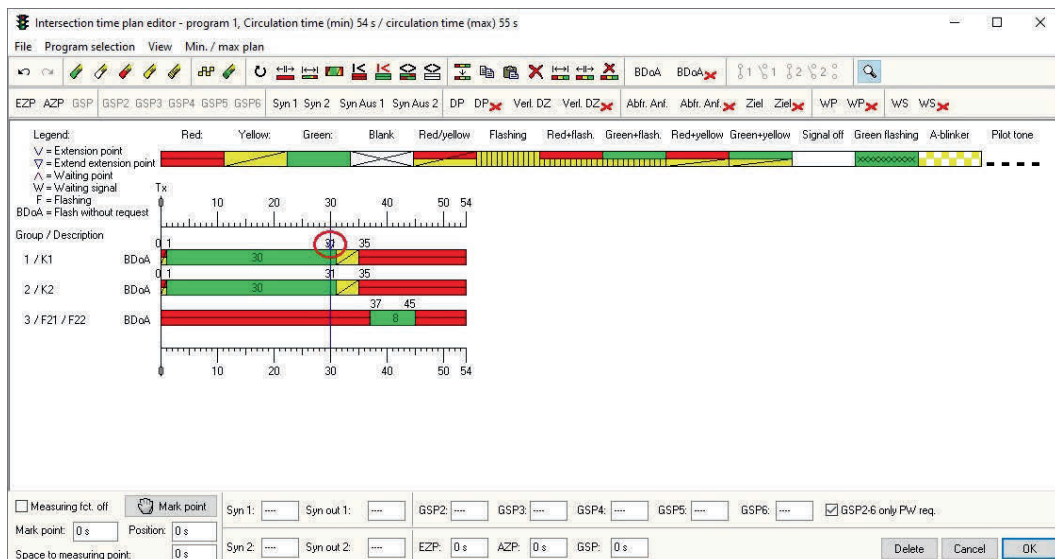 Intersection time plan editor - program 1, Circulation time (min) 54 s / circulation time (max) 55 s
File Program selection View Min. / max plan
BDoA BDoA 1 1 2 2
EZP AZP GSP GSP2 GSP3 GSP4 GSP5 GSP6 Syn 1 Syn 2 Syn Aus 1 Syn Aus 2 DP DP Verl. DZ Verl. DZ Abfr. Anf. Abfr. Anf. Ziel Ziel WP WP WS WS
Legend: Red: Yellow: Green: Blank Red/yellow Flashing Red+flash. Green+flash. Red+yellow Green+yellow Signal off Green flashing A-blinker Pilot tone
V = Extension point
▽ = Extend extension point
Λ = Waiting point
W = Waiting signal
F = Flashing
BDoA = Flash without request
Tx
0 10 20 30 40 50 54
Group / Description
0 1 35
1 / K1 BDoA 30
0 1 31 35
2 / K2 BDoA 30
37 45
3 / F21 / F22 BDoA 8
0 10 20 30 40 50 54
Measuring fct. off Mark point Syn 1: ---- Syn out 1: ---- GSP2: ---- GSP3: ---- GSP4: ---- GSP5: ---- GSP6: ---- GSP2-6 only PW req.
Mark point: 0 s Position: 0 s
Space to measuring point: 0 s Syn 2: ---- Syn out 2: ---- EZP: 0 s AZP: 0 s GSP: 0 s Delete Cancel OK